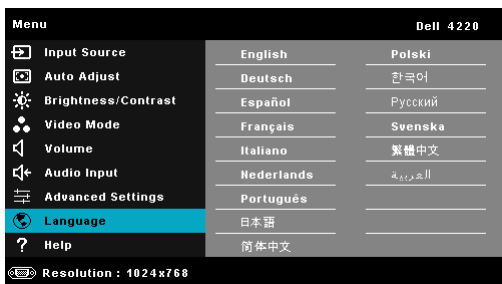 Menu Dell 4220
Input Source
Auto Adjust
Brightness/Contrast
Video Mode
Volume
Audio Input
Advanced Settings
Language
Help
English
Deutsch
Español
Français
Italiano
Nederlands
Português
日本語
简体中文
Polski
한국어
Русский
Svenska
繁體中文
العربية
Resolution : 1024x768